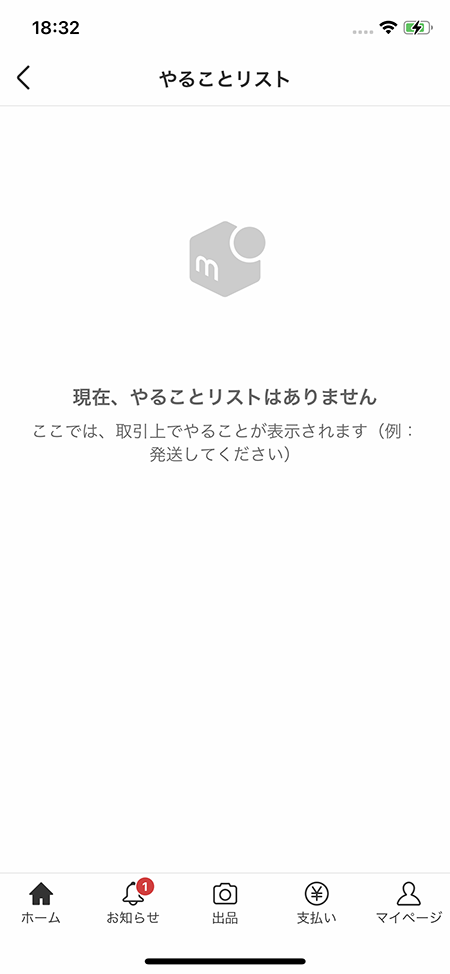 18:32
やることリスト
m
現在、やることリストはありません
ここでは、取引上でやることが表示されます（例：
発送してください）
1
ホーム
お知らせ
出品
支払い
マイページ